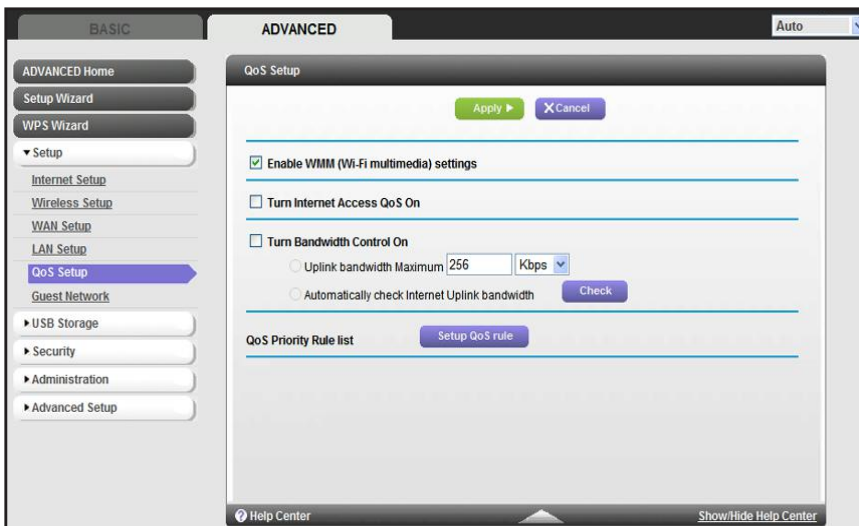 BASIC
ADVANCED
Auto
ADVANCED Home
Setup Wizard
WPS Wizard
Setup
Internet Setup
Wireless Setup
WAN Setup
LAN Setup
QoS Setup
Guest Network
USB Storage
Security
Administration
Advanced Setup
QoS Setup
Apply
Cancel
Enable WMM (Wi-Fi multimedia) settings
Turn Internet Access QoS On
Turn Bandwidth Control On
Uplink bandwidth Maximum 256 Kbps
Automatically check Internet Uplink bandwidth Check
QoS Priority Rule list Setup QoS rule
Help Center Show/Hide Help Center